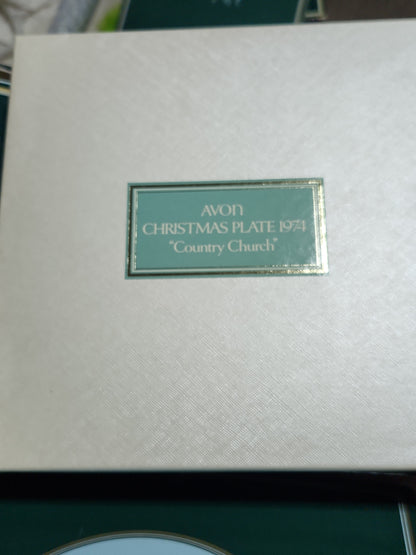 AVON
CHRISTMAS PLATE 1974
"Country Church"